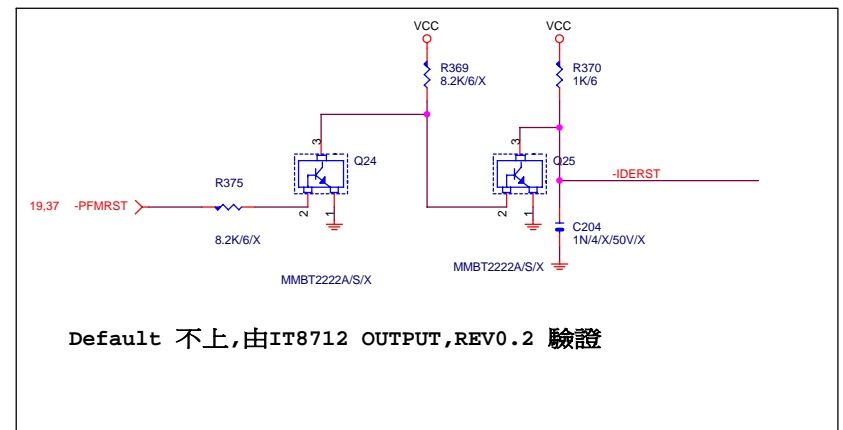 VCC
VCC
R369
8.2K/6/X
R370
1K/6
3
3
Q24
Q25
R375
-IDERST
19,37 -PFMRST
2
1
2
1
8.2K/6/X
C204
1N/4/X/50V/X
MMBT2222A/S/X
MMBT2222A/S/X
Default 不上,由IT8712 OUTPUT,REV0.2 驗證